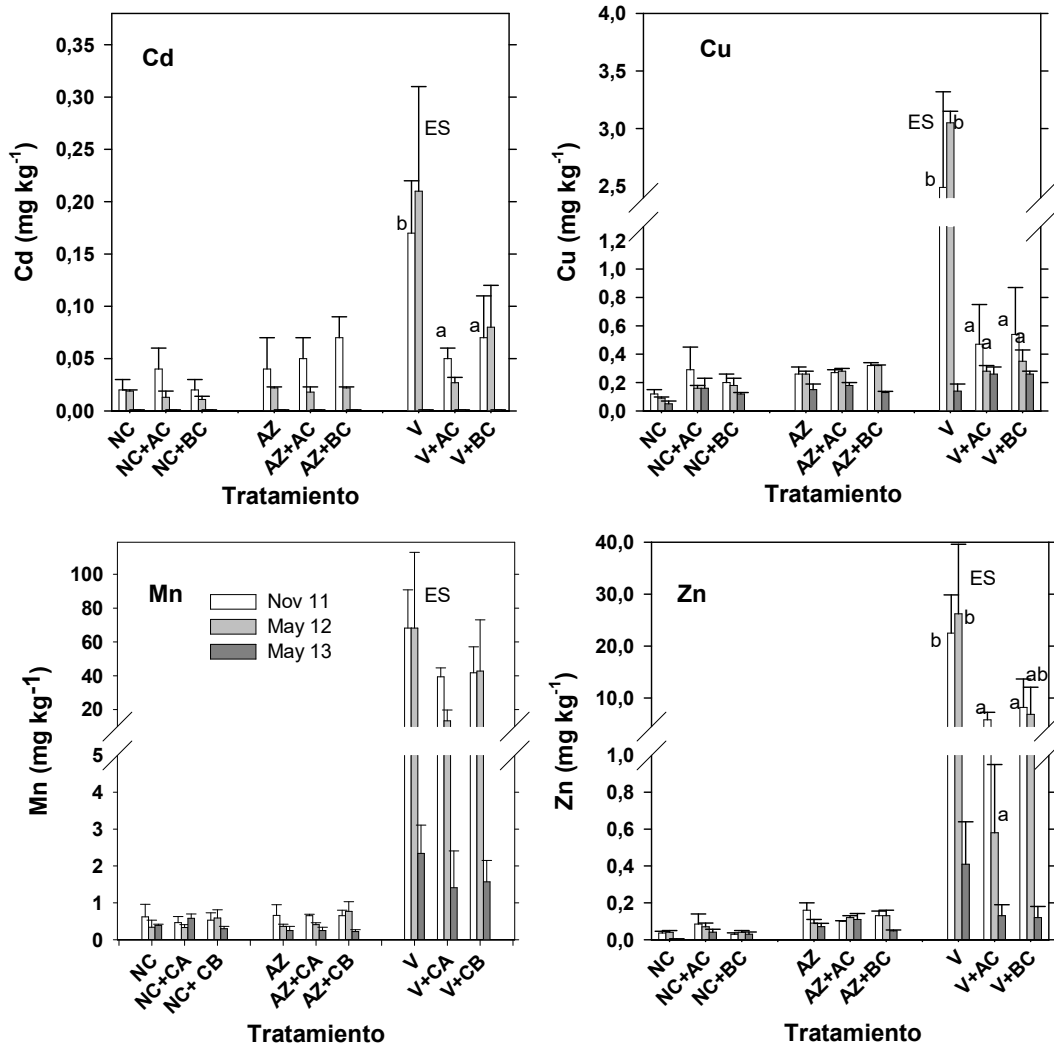 Cd
Cd (mg kg-1)
0,35
0,30
0,25
0,20
0,15
0,10
0,05
0,00
ES
b
a
a
NC
NC+AC
NC+BC
AZ
AZ+AC
AZ+BC
V
V+AC
V+BC
Tratamiento
Cu
Cu (mg kg-1)
4,0
3,5
3,0
2,5
1,2
1,0
0,8
0,6
0,4
0,2
0,0
ES
b
b
a
a
a
a
NC
NC+AC
NC+BC
AZ
AZ+AC
AZ+BC
V
V+AC
V+BC
Tratamiento
Mn
Mn (mg kg-1)
100
80
60
40
20
5
4
3
2
1
0
Nov 11
May 12
May 13
ES
NC
NC+CA
NC+ CB
AZ
AZ+CA
AZ+CB
V
V+CA
V+CB
Tratamiento
Zn
Zn (mg kg-1)
40,0
30,0
20,0
10,0
1,0
0,8
0,6
0,4
0,2
0,0
ES
b
b
a
a
a
ab
NC
NC+AC
NC+BC
AZ
AZ+AC
AZ+BC
V
V+AC
V+BC
Tratamiento